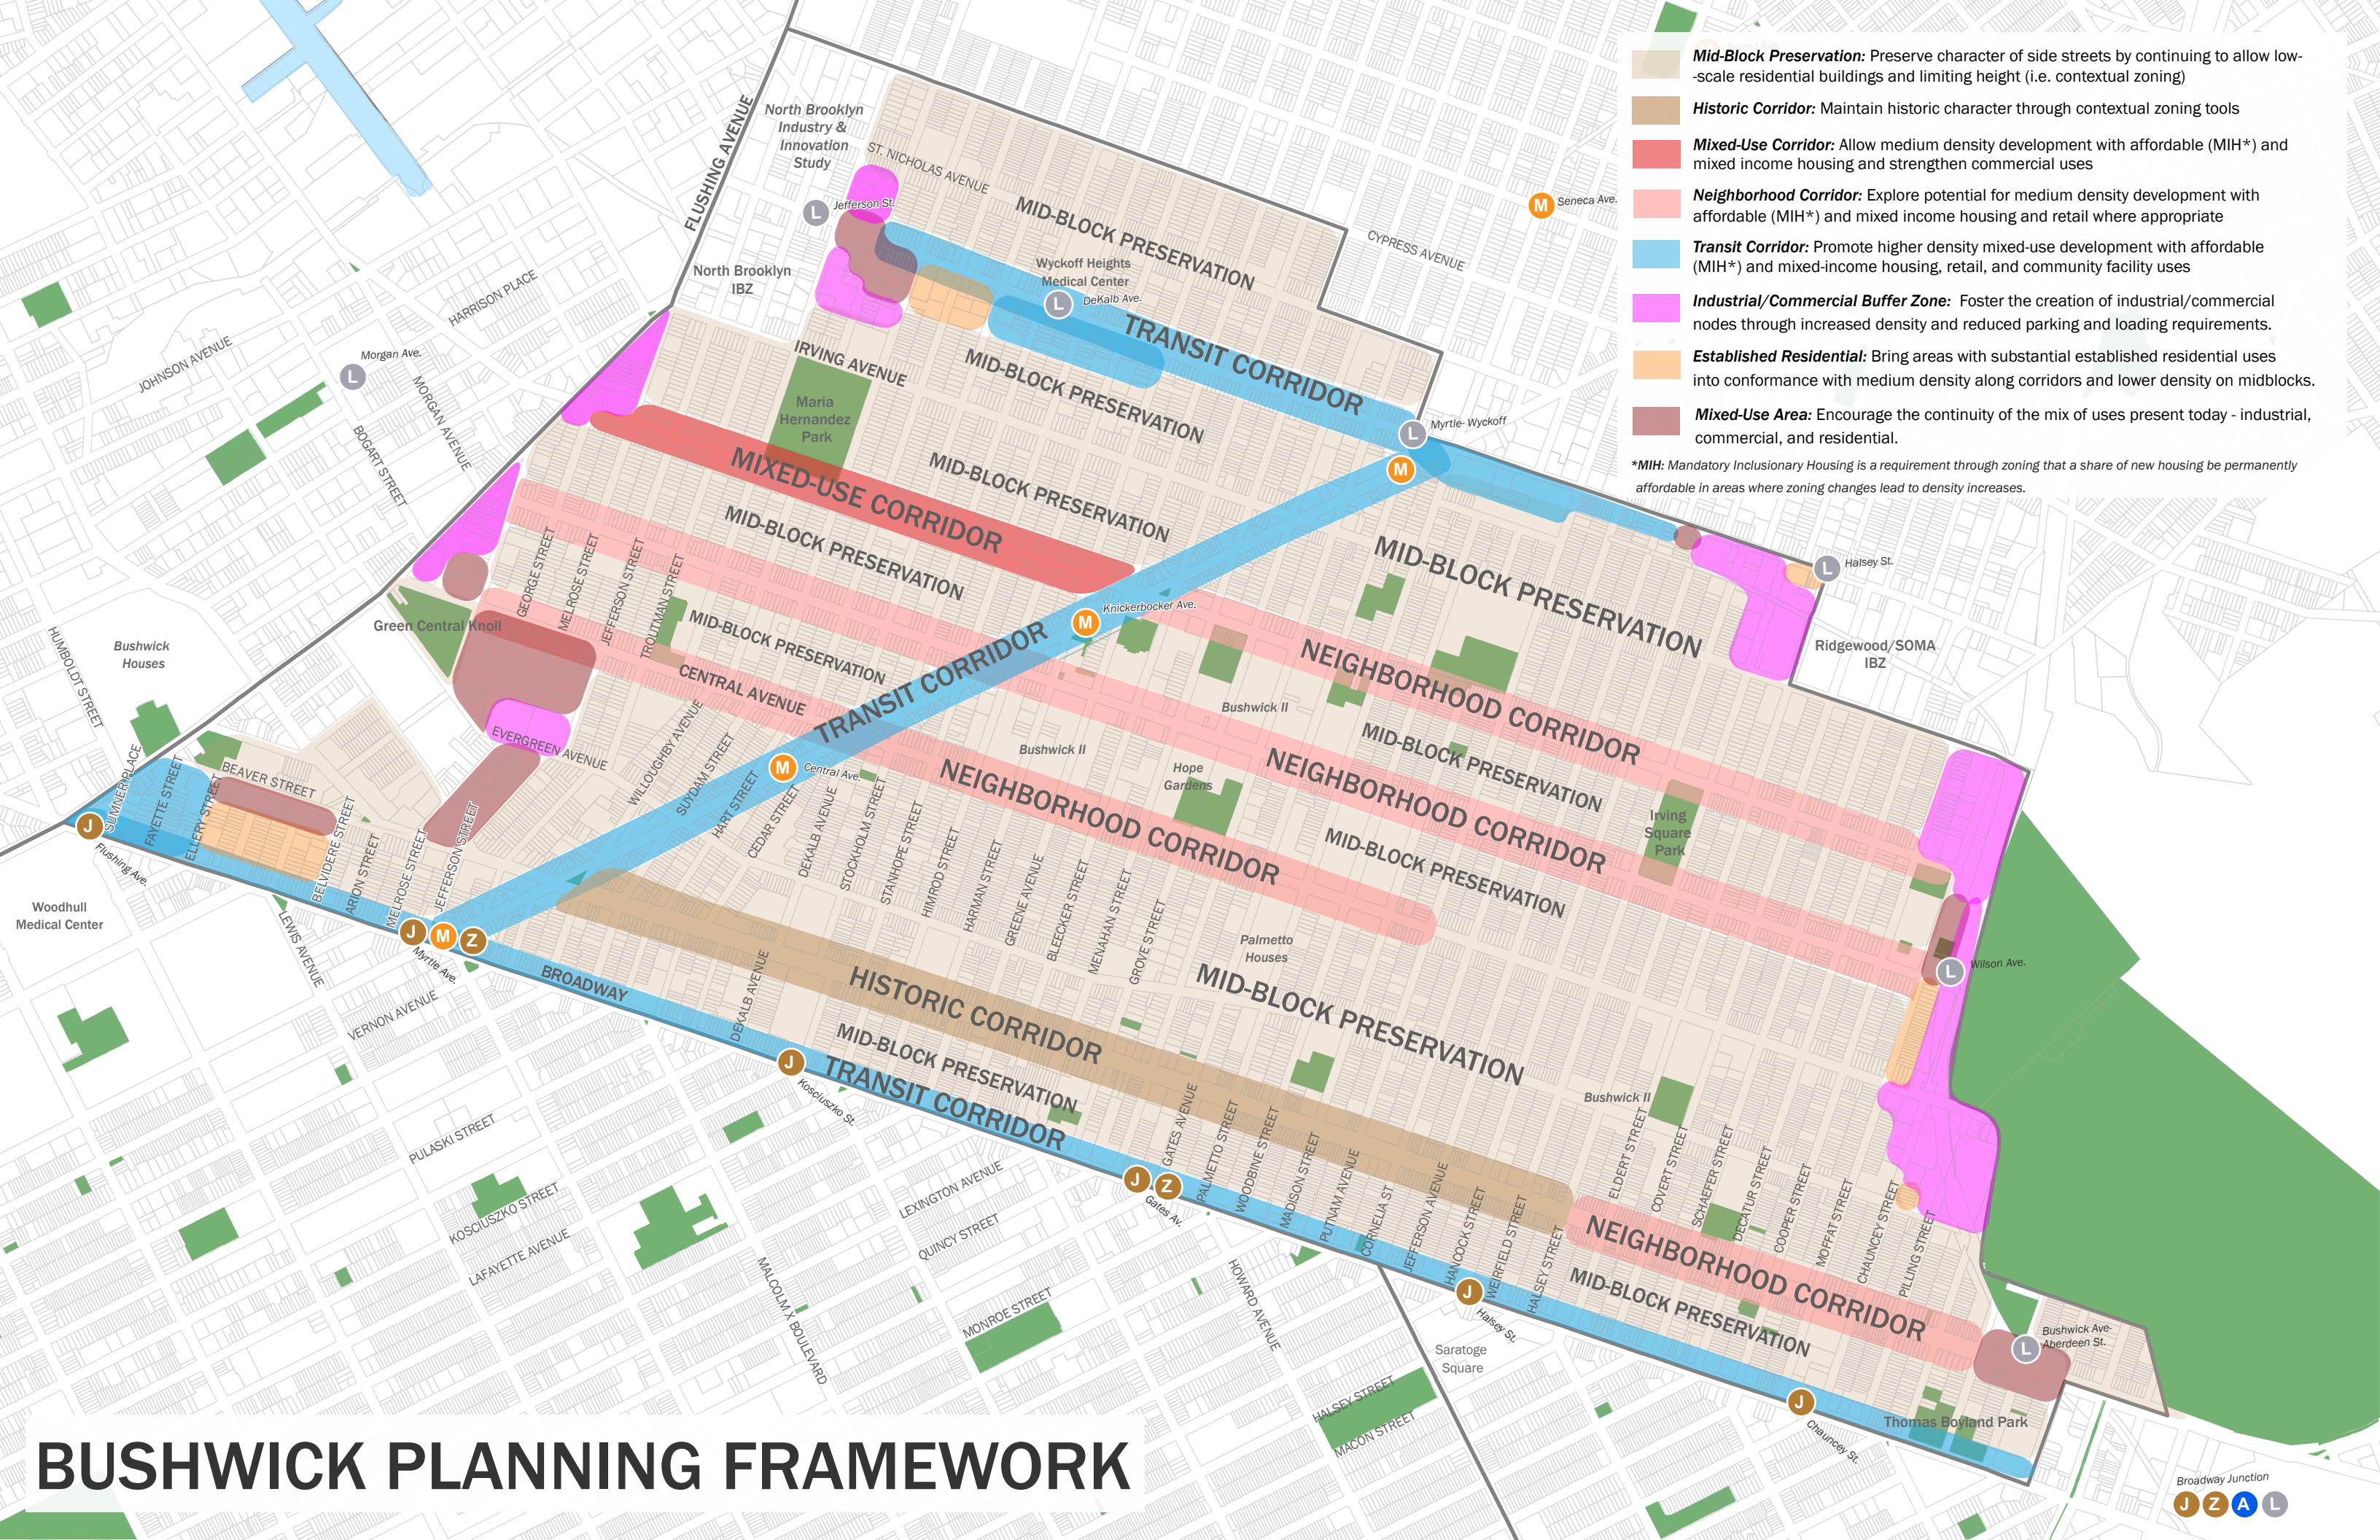 Mid-Block Preservation: Preserve character of side streets by continuing to allow low-
-scale residential buildings and limiting height (i.e. contextual zoning)
Historic Corridor: Maintain historic character through contextual zoning tools
Mixed-Use Corridor: Allow medium density development with affordable (MIH*) and
mixed income housing and strengthen commercial uses
Neighborhood Corridor: Explore potential for medium density development with
affordable (MIH*) and mixed income housing and retail where appropriate
Transit Corridor: Promote higher density mixed-use development with affordable
(MIH*) and mixed-income housing, retail, and community facility uses
Industrial/Commercial Buffer Zone: Foster the creation of industrial/commercial
nodes through increased density and reduced parking and loading requirements.
Established Residential: Bring areas with substantial established residential uses
into conformance with medium density along corridors and lower density on midblocks.
Mixed-Use Area: Encourage the continuity of the mix of uses present today - industrial,
commercial, and residential.
*MIH: Mandatory Inclusionary Housing is a requirement through zoning that a share of new housing be permanently
affordable in areas where zoning changes lead to density increases.
FLUSHING AVENUE
North Brooklyn
Industry &
Innovation
Study
ST. NICHOLAS AVENUE
L
Jefferson St.
MID-BLOCK PRESERVATION
M
Seneca Ave.
CYPRESS AVENUE
North Brooklyn
IBZ
Wyckoff Heights
Medical Center
L
DeKalb Ave.
TRANSIT CORRIDOR
HARRISON PLACE
JOHNSON AVENUE
L
Morgan Ave.
MORGAN AVENUE
BOGART STREET
IRVING AVENUE
MID-BLOCK PRESERVATION
Maria
Hernandez
Park
L
Myrtle- Wyckoff
M
MIXED-USE CORRIDOR
MID-BLOCK PRESERVATION
MID-BLOCK PRESERVATION
MID-BLOCK PRESERVATION
L
Halsey St.
GEORGE STREET
MELROSE STREET
JEFFERSON STREET
TROUTMAN STREET
Green Central Knoll
MID-BLOCK PRESERVATION
M
Knickerbocker Ave.
TRANSIT CORRIDOR
NEIGHBORHOOD CORRIDOR
Ridgewood/SOMA
IBZ
HUMBOLDT STREET
Bushwick
Houses
CENTRAL AVENUE
Bushwick II
Bushwick II
MID-BLOCK PRESERVATION
EVERGREEN AVENUE
WILLOUGHBY AVENUE
SUYDAM STREET
HART STREET
CEDAR STREET
M
Central Ave.
DEKALB AVENUE
STOCKHOLM STREET
STANHOPE STREET
HIMROD STREET
HARMAN STREET
GREENE AVENUE
BLEECKER STREET
MENAHAN STREET
GROVE STREET
NEIGHBORHOOD CORRIDOR
Hope
Gardens
NEIGHBORHOOD CORRIDOR
Irving
Square
Park
MID-BLOCK PRESERVATION
SUMNER PLACE
FAYETTE STREET
ELLERY STREET
BEAVER STREET
BELVIDERE STREET
ARION STREET
MELROSE STREET
JEFFERSON STREET
J
Flushing Ave.
Woodhull
Medical Center
LEWIS AVENUE
J
M
Z
Myrtle Ave.
VERNON AVENUE
BROADWAY
DEKALB AVENUE
HISTORIC CORRIDOR
Palmetto
Houses
MID-BLOCK PRESERVATION
L
Wilson Ave.
MID-BLOCK PRESERVATION
J
Kosciuszko St.
TRANSIT CORRIDOR
Bushwick II
PULASKI STREET
KOSCIUSZKO STREET
LAFAYETTE AVENUE
LEXINGTON AVENUE
QUINCY STREET
MONROE STREET
MALCOLM X BOULEVARD
HOWARD AVENUE
J
Z
Gates Av.
GATES AVENUE
PALMETTO STREET
WOODBINE STREET
MADISON STREET
PUTNAM AVENUE
CORNELIA ST.
JEFFERSON AVENUE
HANCOCK STREET
WEIRFIELD STREET
HALSEY STREET
ELDERT STREET
COVERT STREET
SCHAEFER STREET
DECATUR STREET
COOPER STREET
MOFFAT STREET
CHAUNCEY STREET
PILLING STREET
NEIGHBORHOOD CORRIDOR
MID-BLOCK PRESERVATION
J
Halsey St.
Saratoge
Square
HALSEY STREET
MACON STREET
L
Bushwick Ave-
Aberdeen St.
J
Chauncey St.
Thomas Boyland Park
Broadway Junction
J Z A L
BUSHWICK PLANNING FRAMEWORK